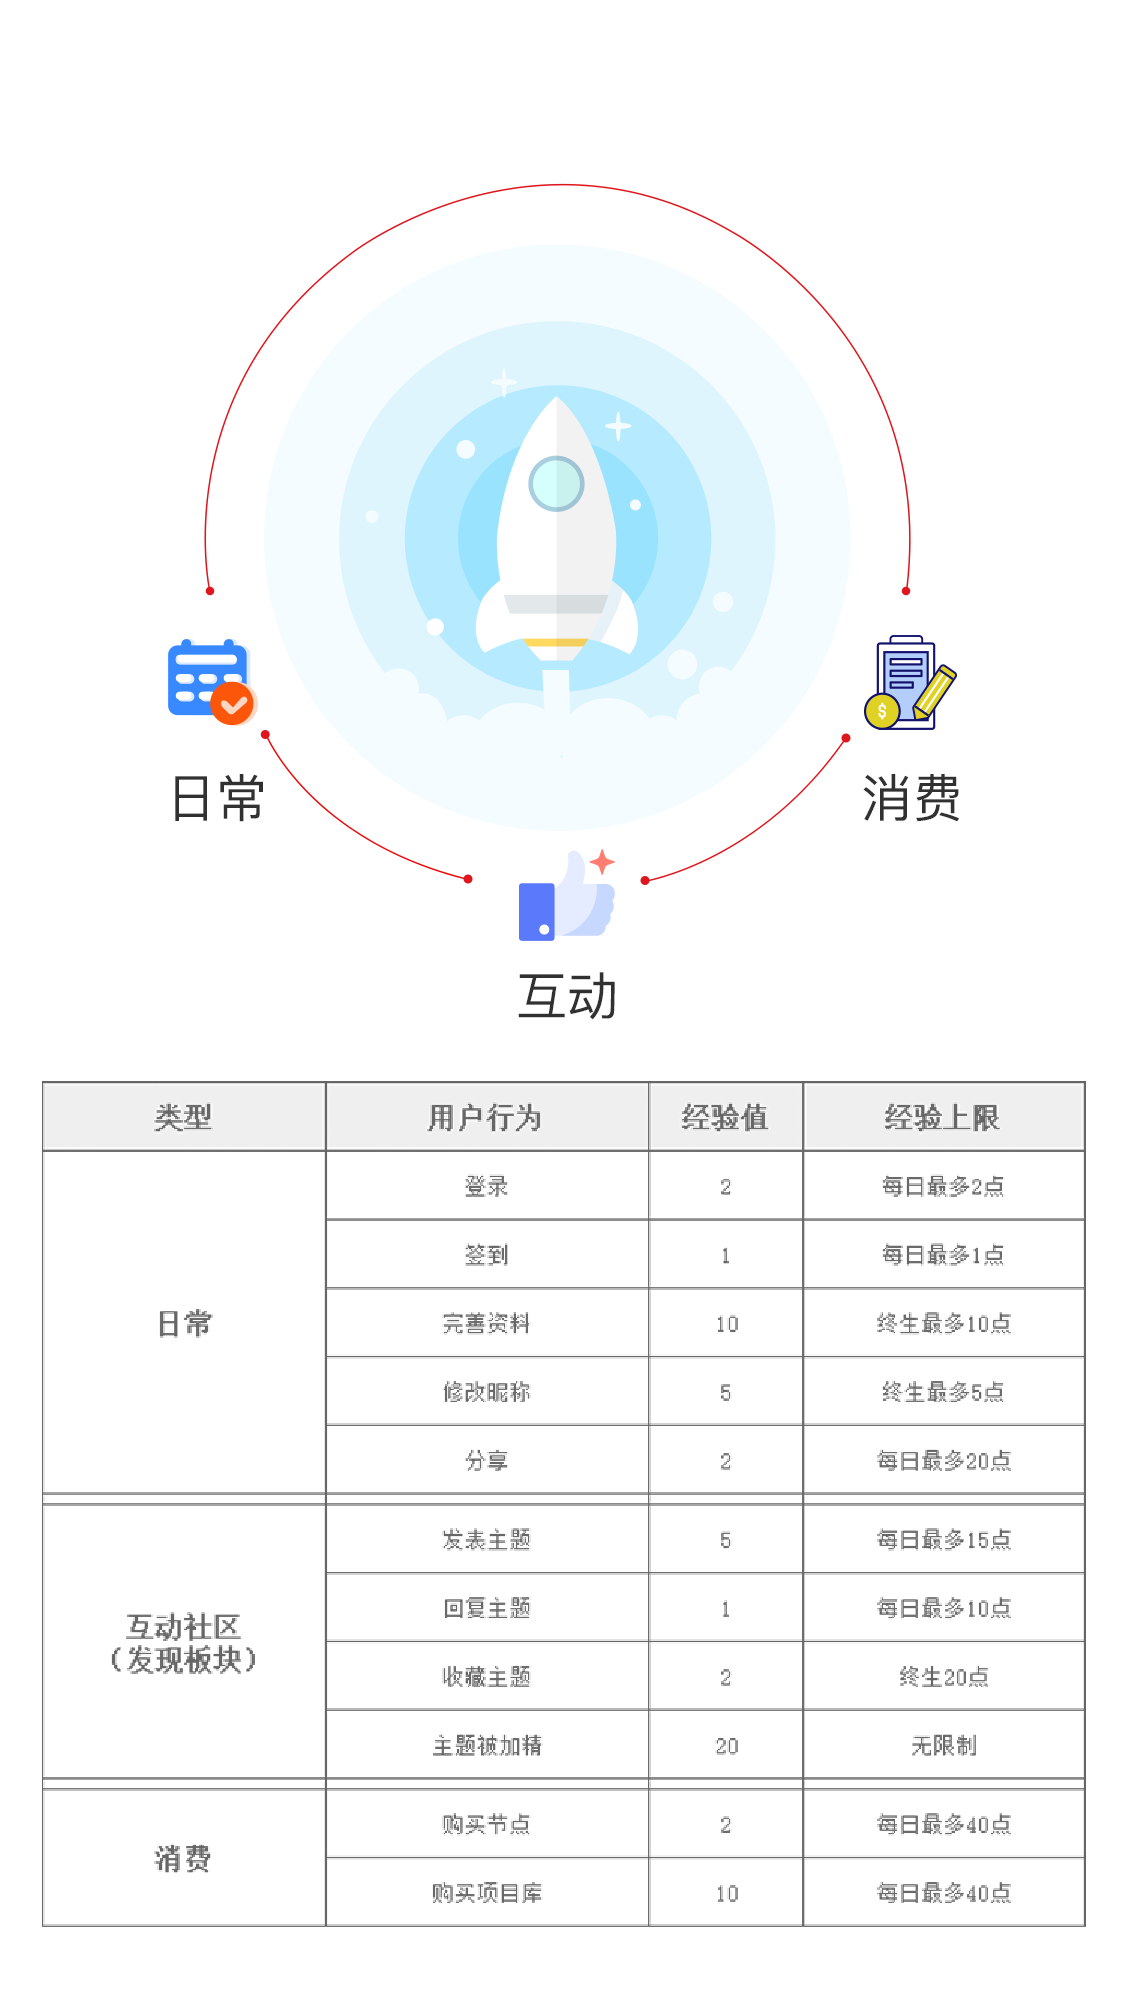 日常
消费
互动
类型 用户行为 经验值 经验上限
日常
登录 2 每日最多2点
签到 1 每日最多1点
完善资料 10 终生最多10点
修改昵称 5 终生最多5点
分享 2 每日最多20点
互动社区
（发现板块）
发表主题 5 每日最多15点
回复主题 1 每日最多10点
收藏主题 2 终生20点
主题被加精 20 无限制
消费
购买节点 2 每日最多40点
购买项目库 10 每日最多40点